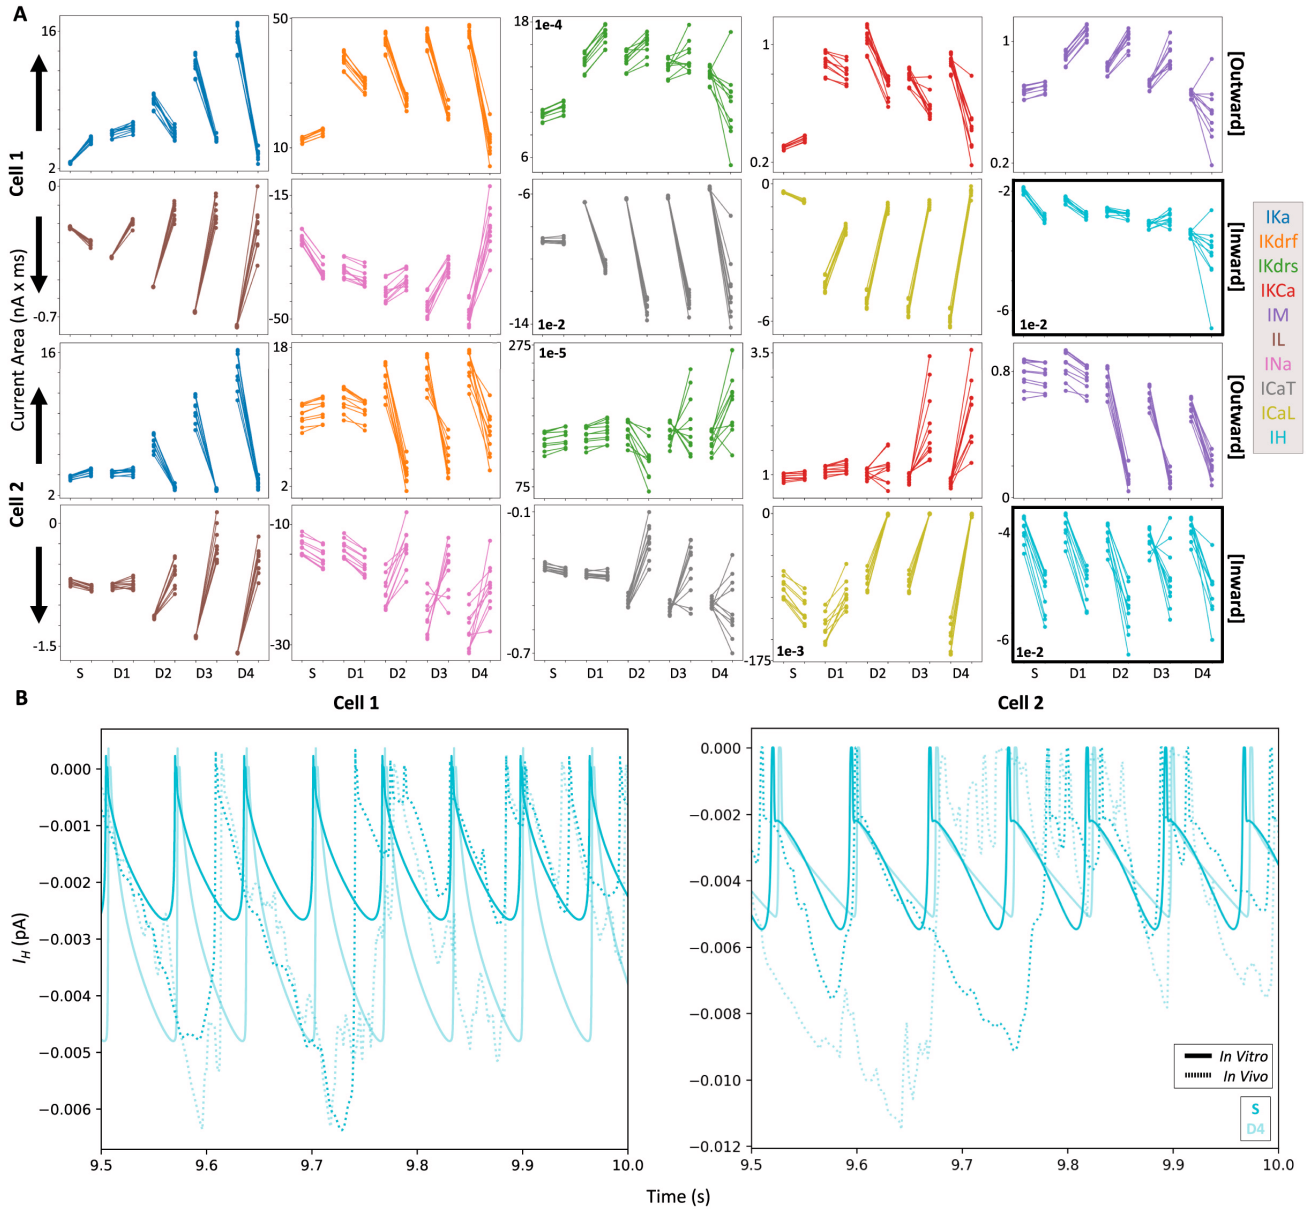 A
Cell 1
Cell 2
Current Area (nA x ms)
16
2
50
10
1e-4
18
6
1
0.2
1
0.2
[Outward]
0
-0.7
-15
-50
-6
-14
1e-2
0
-6
-2
-6
1e-2
[Inward]
IKa
IKdrf
IKdrs
IKCa
IM
IL
INa
ICaT
ICaL
IH
16
2
18
2
275
75
1e-5
3.5
1
0.8
0
[Outward]
0
-1.5
-10
-30
-0.1
-0.7
0
-175
1e-3
-4
-6
1e-2
[Inward]
S D1 D2 D3 D4
S D1 D2 D3 D4
S D1 D2 D3 D4
S D1 D2 D3 D4
S D1 D2 D3 D4
B
Cell 1
Cell 2
I_H (pA)
0.000
−0.001
−0.002
−0.003
−0.004
−0.005
−0.006
9.5 9.6 9.7 9.8 9.9 10.0
0.000
−0.002
−0.004
−0.006
−0.008
−0.010
−0.012
9.5 9.6 9.7 9.8 9.9 10.0
In Vitro
In Vivo
S
D4
Time (s)